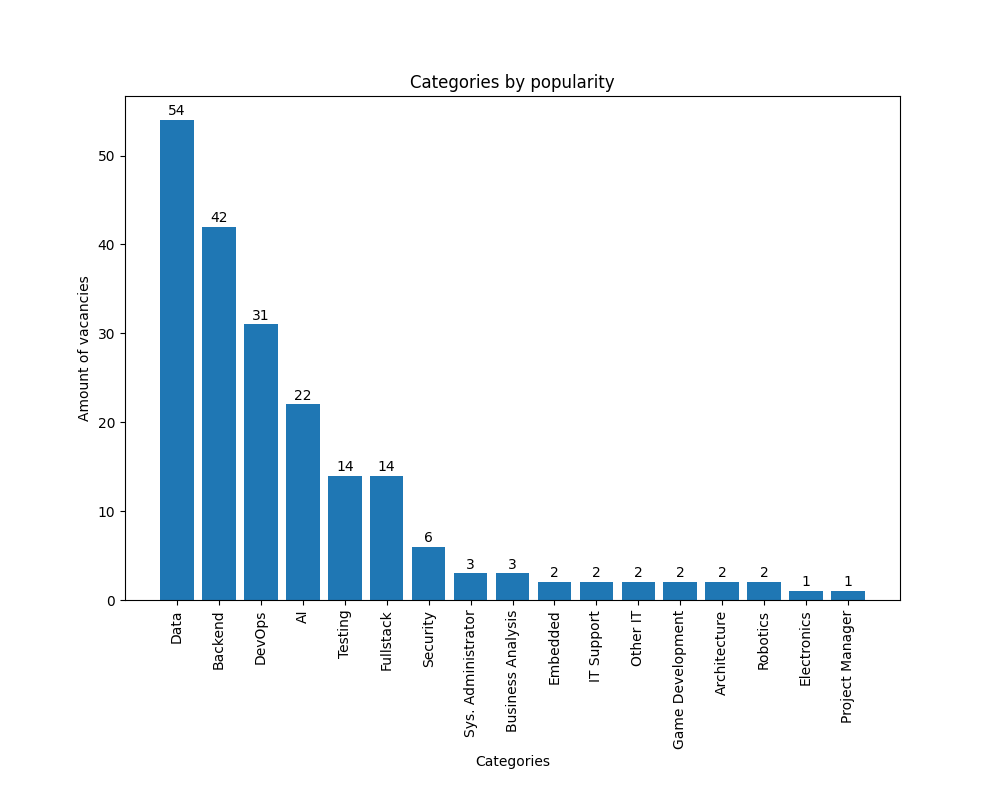 Categories by popularity
54
42
31
22
14
14
6
3
3
2
2
2
2
2
2
1
1
50
40
30
20
10
0
Amount of vacancies
Data
Backend
DevOps
AI
Testing
Fullstack
Security
Sys. Administrator
Business Analysis
Embedded
IT Support
Other IT
Game Development
Architecture
Robotics
Electronics
Project Manager
Categories